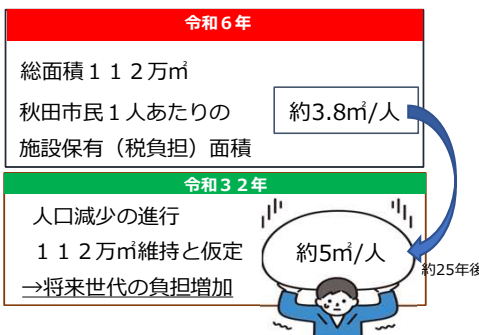 令和６年
総面積１１２万㎡
秋田市民１人あたりの
約3.8㎡/人
施設保有（税負担）面積
令和３２年
人口減少の進行
１１２万㎡維持と仮定
約5㎡/人
約25年後
→将来世代の負担増加